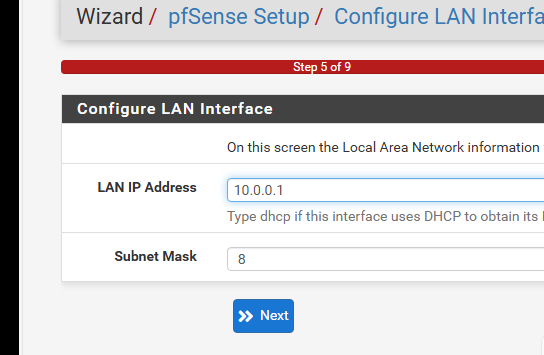 Wizard / pfSense Setup / Configure LAN
Step 5 of 9
Configure LAN Interface
On this screen the Local Area Network information
LAN IP Address
10.0.0.1
Type dhcp if this interface uses DHCP to obtain its
Subnet Mask
8
Next